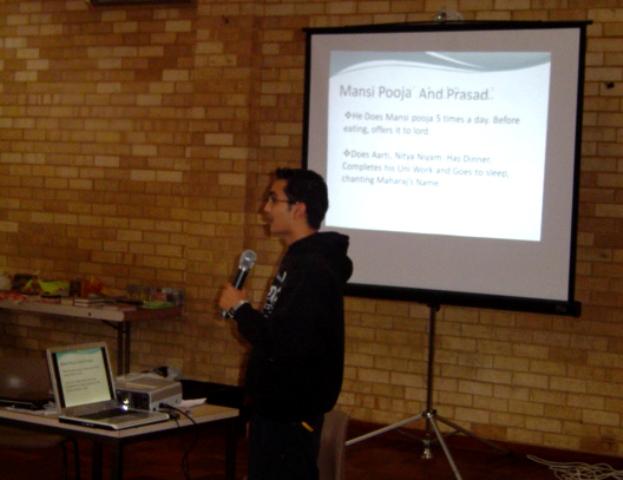 Mansi Pooja And Prasad..
❖He Does Mansi pooja 5 times a day. Before
eating, offers it to lord.
❖Does Aarti, Nitya Niyam. Has Dinner.
Completes his Uni Work and Goes to sleep,
chanting Maharaj's Name.